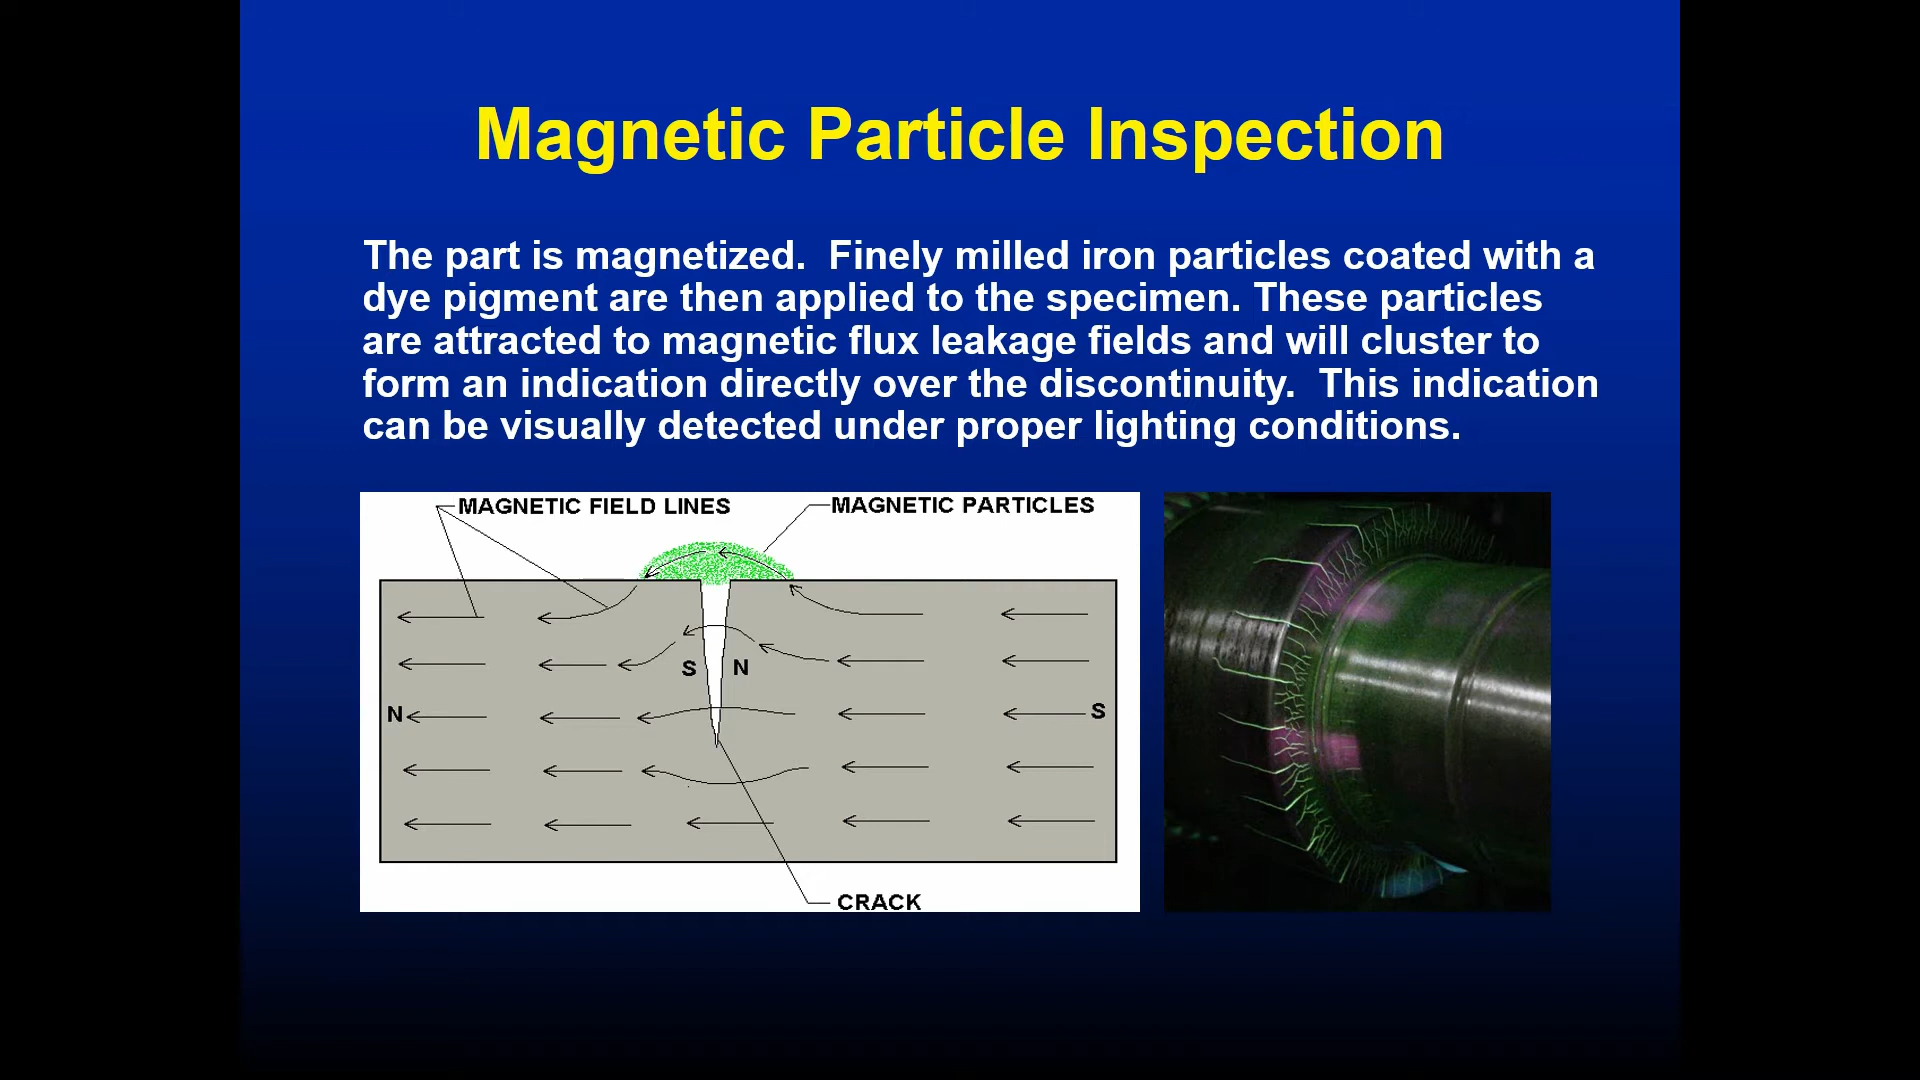 Magnetic Particle Inspection
The part is magnetized.  Finely milled iron particles coated with a
dye pigment are then applied to the specimen. These particles
are attracted to magnetic flux leakage fields and will cluster to
form an indication directly over the discontinuity.  This indication
can be visually detected under proper lighting conditions.
MAGNETIC FIELD LINES
MAGNETIC PARTICLES
S N
N S
CRACK